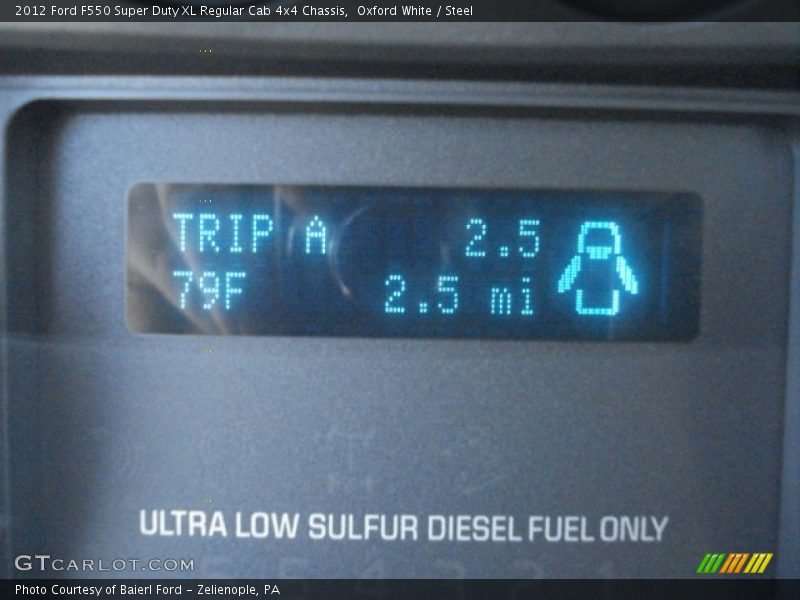 2012 Ford F550 Super Duty XL Regular Cab 4x4 Chassis,  Oxford White / Steel
TRIP A 2.5
79F 2.5 mi
ULTRA LOW SULFUR DIESEL FUEL ONLY
GTCARLOT.COM
Photo Courtesy of Baierl Ford – Zelienople, PA